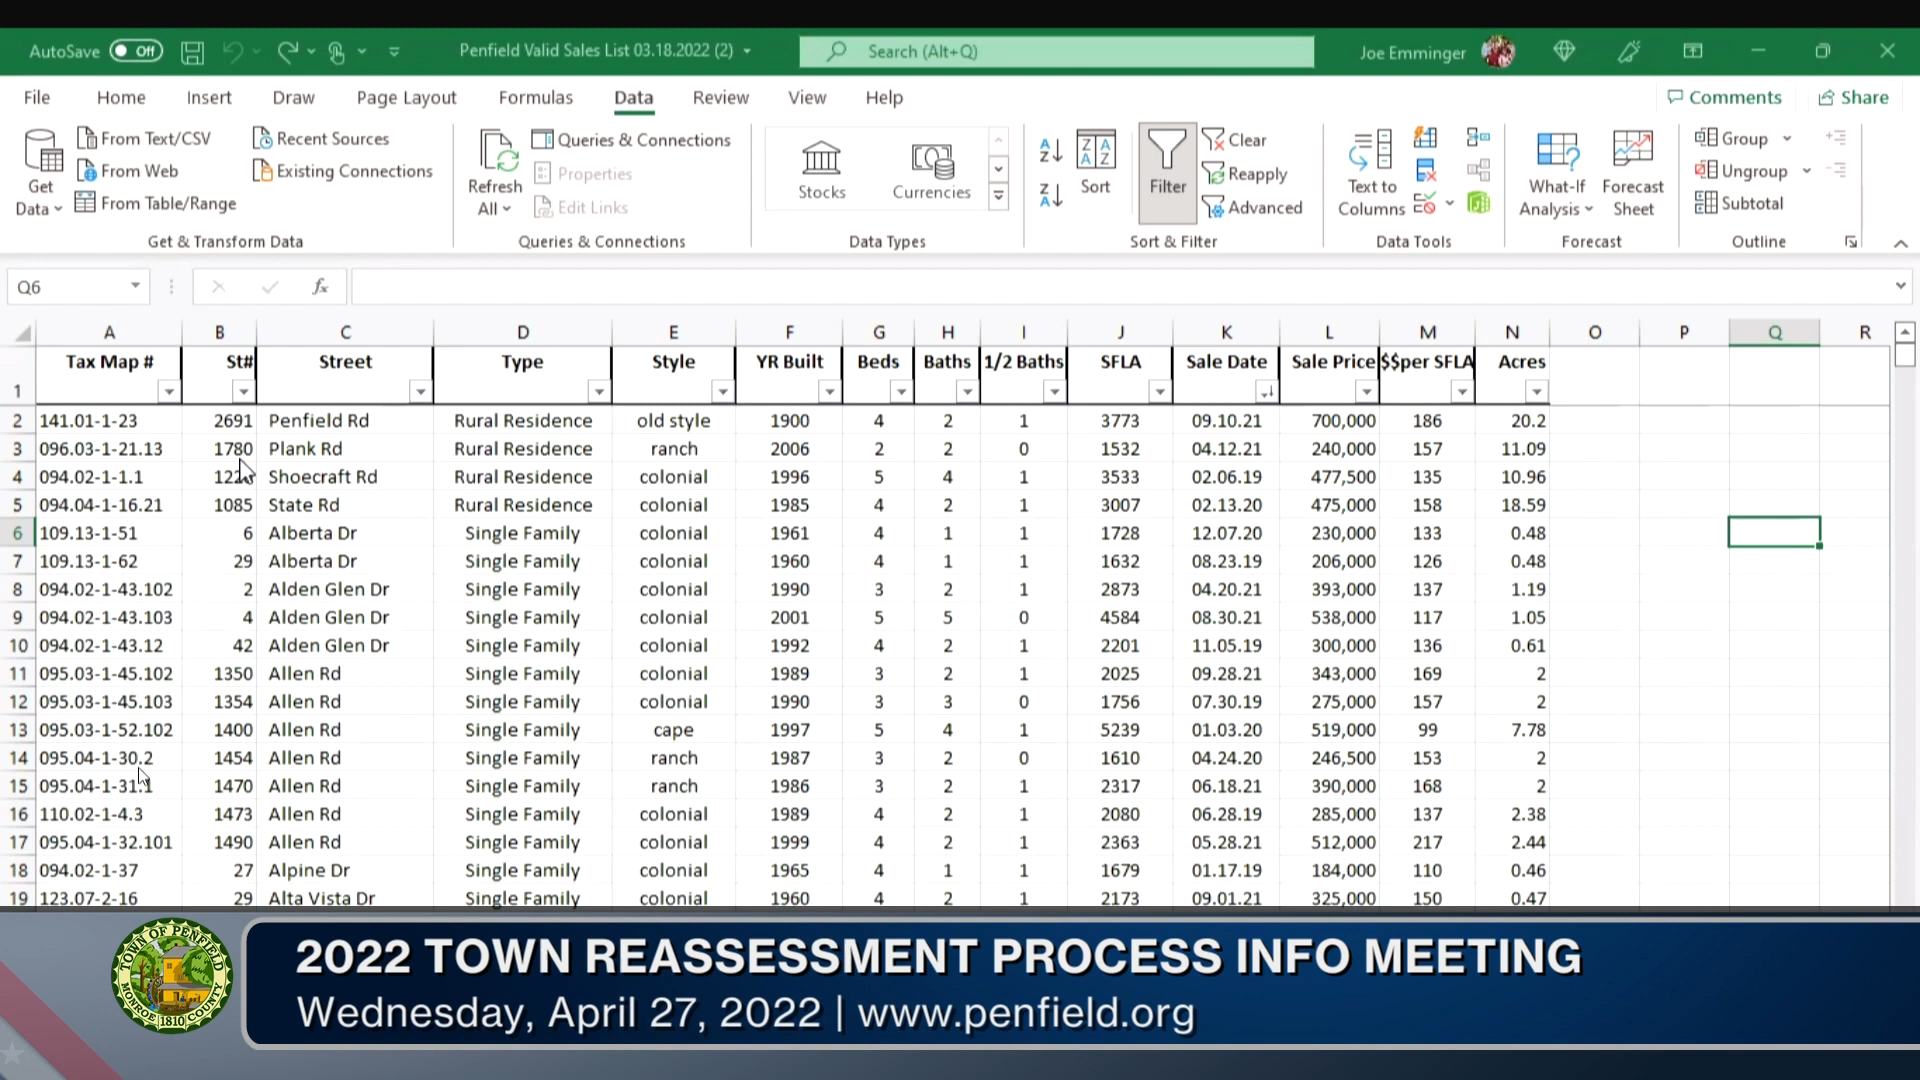 AutoSave Off Penfield Valid Sales List 03.18.2022 (2) Search (Alt+Q) Joe Emminger
File Home Insert Draw Page Layout Formulas Data Review View Help Comments Share
Get Data
From Text/CSV
From Web
From Table/Range
Recent Sources
Existing Connections
Get & Transform Data
Refresh All
Queries & Connections
Properties
Edit Links
Queries & Connections
Stocks Currencies
Data Types
Sort
Filter
Clear
Reapply
Advanced
Sort & Filter
Text to Columns
Data Tools
What-If Analysis
Forecast Sheet
Forecast
Group
Ungroup
Subtotal
Outline
Q6 fx
A B C D E F G H I J K L M N O P Q R
1 Tax Map # St# Street Type Style YR Built Beds Baths 1/2 Baths SFLA Sale Date Sale Price $$per SFLA Acres
2 141.01-1-23 2691 Penfield Rd Rural Residence old style 1900 4 2 1 3773 09.10.21 700,000 186 20.2
3 096.03-1-21.13 1780 Plank Rd Rural Residence ranch 2006 2 2 0 1532 04.12.21 240,000 157 11.09
4 094.02-1-1.1 Shoecraft Rd Rural Residence colonial 1996 5 4 1 3533 02.06.19 477,500 135 10.96
5 094.04-1-16.21 1085 State Rd Rural Residence colonial 1985 4 2 1 3007 02.13.20 475,000 158 18.59
6 109.13-1-51 6 Alberta Dr Single Family colonial 1961 4 1 1 1728 12.07.20 230,000 133 0.48
7 109.13-1-62 29 Alberta Dr Single Family colonial 1960 4 1 1 1632 08.23.19 206,000 126 0.48
8 094.02-1-43.102 2 Alden Glen Dr Single Family colonial 1990 3 2 1 2873 04.20.21 393,000 137 1.19
9 094.02-1-43.103 4 Alden Glen Dr Single Family colonial 2001 5 5 0 4584 08.30.21 538,000 117 1.05
10 094.02-1-43.12 42 Alden Glen Dr Single Family colonial 1992 4 2 1 2201 11.05.19 300,000 136 0.61
11 095.03-1-45.102 1350 Allen Rd Single Family colonial 1989 3 2 1 2025 09.28.21 343,000 169 2
12 095.03-1-45.103 1354 Allen Rd Single Family colonial 1990 3 3 0 1756 07.30.19 275,000 157 2
13 095.03-1-52.102 1400 Allen Rd Single Family cape 1997 5 4 1 5239 01.03.20 519,000 99 7.78
14 095.04-1-30.2 1454 Allen Rd Single Family ranch 1987 3 2 0 1610 04.24.20 246,500 153 2
15 095.04-1-31.1 1470 Allen Rd Single Family ranch 1986 3 2 1 2317 06.18.21 390,000 168 2
16 110.02-1-4.3 1473 Allen Rd Single Family colonial 1989 4 2 1 2080 06.28.19 285,000 137 2.38
17 095.04-1-32.101 1490 Allen Rd Single Family colonial 1999 4 2 1 2363 05.28.21 512,000 217 2.44
18 094.02-1-37 27 Alpine Dr Single Family colonial 1965 4 1 1 1679 01.17.19 184,000 110 0.46
19 123.07-2-16 29 Alta Vista Dr Single Family colonial 1960 4 2 1 2173 09.01.21 325,000 150 0.47
TOWN OF PENFIELD
MONROE 1810 COUNTY
2022 TOWN REASSESSMENT PROCESS INFO MEETING
Wednesday, April 27, 2022 | www.penfield.org